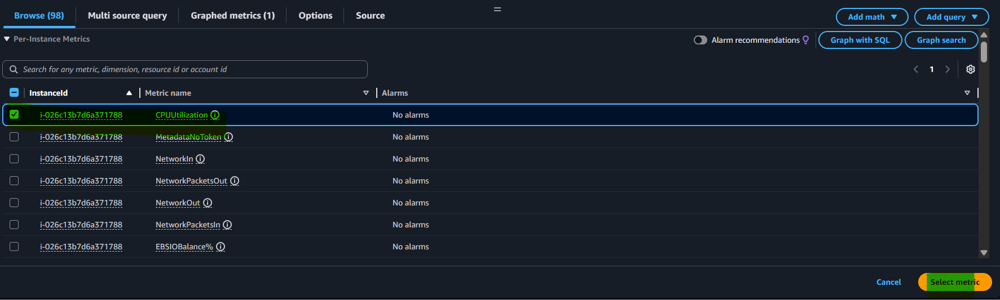 Browse (98) Multi source query Graphed metrics (1) Options Source Add math Add query
Per-Instance Metrics Alarm recommendations Graph with SQL Graph search
Search for any metric, dimension, resource id or account id 1
InstanceId Metric name Alarms
i-026c13b7d6a371788 CPUUtilization No alarms
i-026c13b7d6a371788 MetadataNoToken No alarms
i-026c13b7d6a371788 NetworkIn No alarms
i-026c13b7d6a371788 NetworkPacketsOut No alarms
i-026c13b7d6a371788 NetworkOut No alarms
i-026c13b7d6a371788 NetworkPacketsIn No alarms
i-026c13b7d6a371788 EBSIOBalance% No alarms
Cancel Select metric